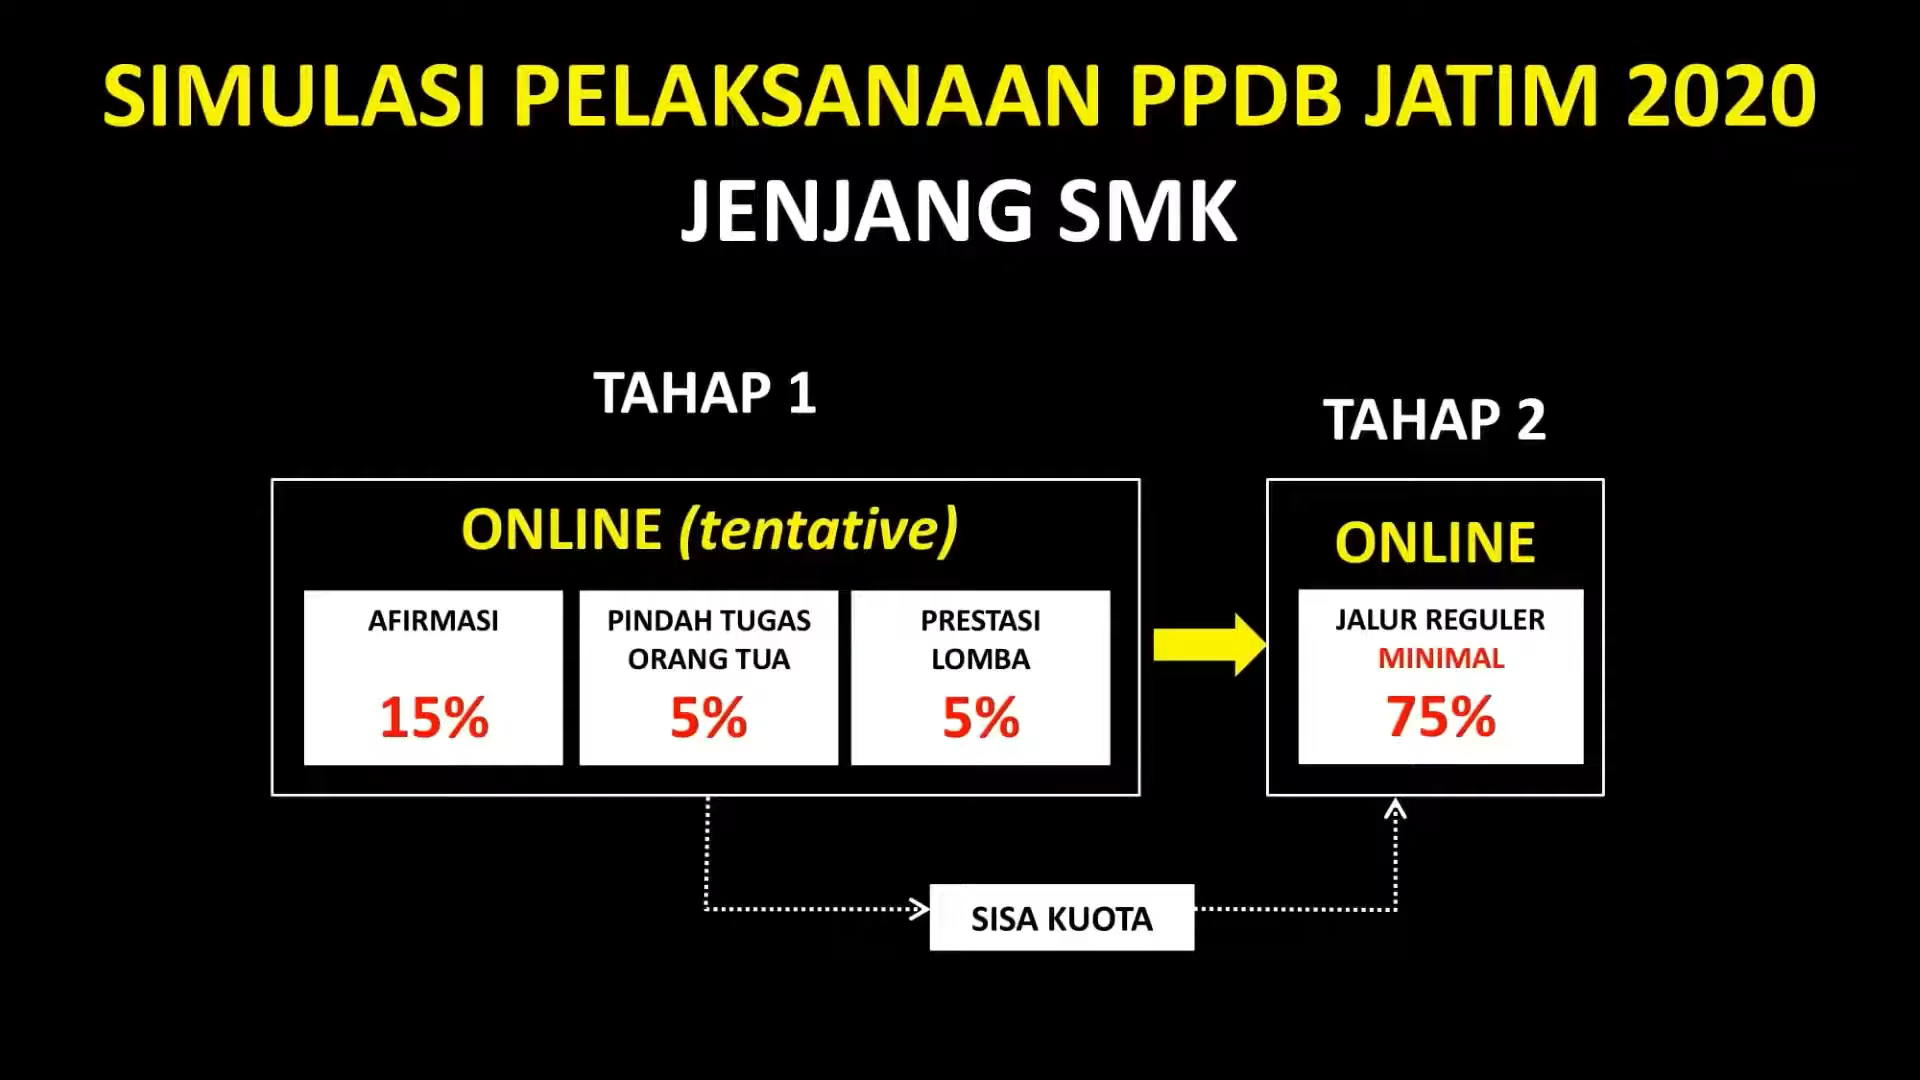 SIMULASI PELAKSANAAN PPDB JATIM 2020
JENJANG SMK
TAHAP 1
ONLINE (tentative)
AFIRMASI
15%
PINDAH TUGAS
ORANG TUA
5%
PRESTASI
LOMBA
5%
TAHAP 2
ONLINE
JALUR REGULER
MINIMAL
75%
SISA KUOTA